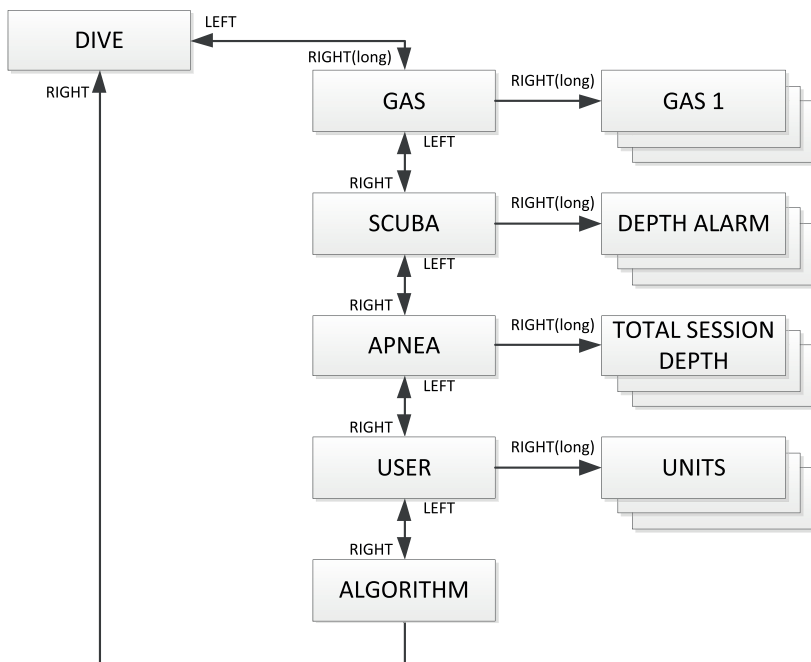 LEFT
DIVE
RIGHT(long)
RIGHT
GAS
RIGHT(long)
GAS 1
LEFT
RIGHT
SCUBA
RIGHT(long)
DEPTH ALARM
LEFT
RIGHT
APNEA
RIGHT(long)
TOTAL SESSION
DEPTH
LEFT
RIGHT
USER
RIGHT(long)
UNITS
LEFT
RIGHT
ALGORITHM